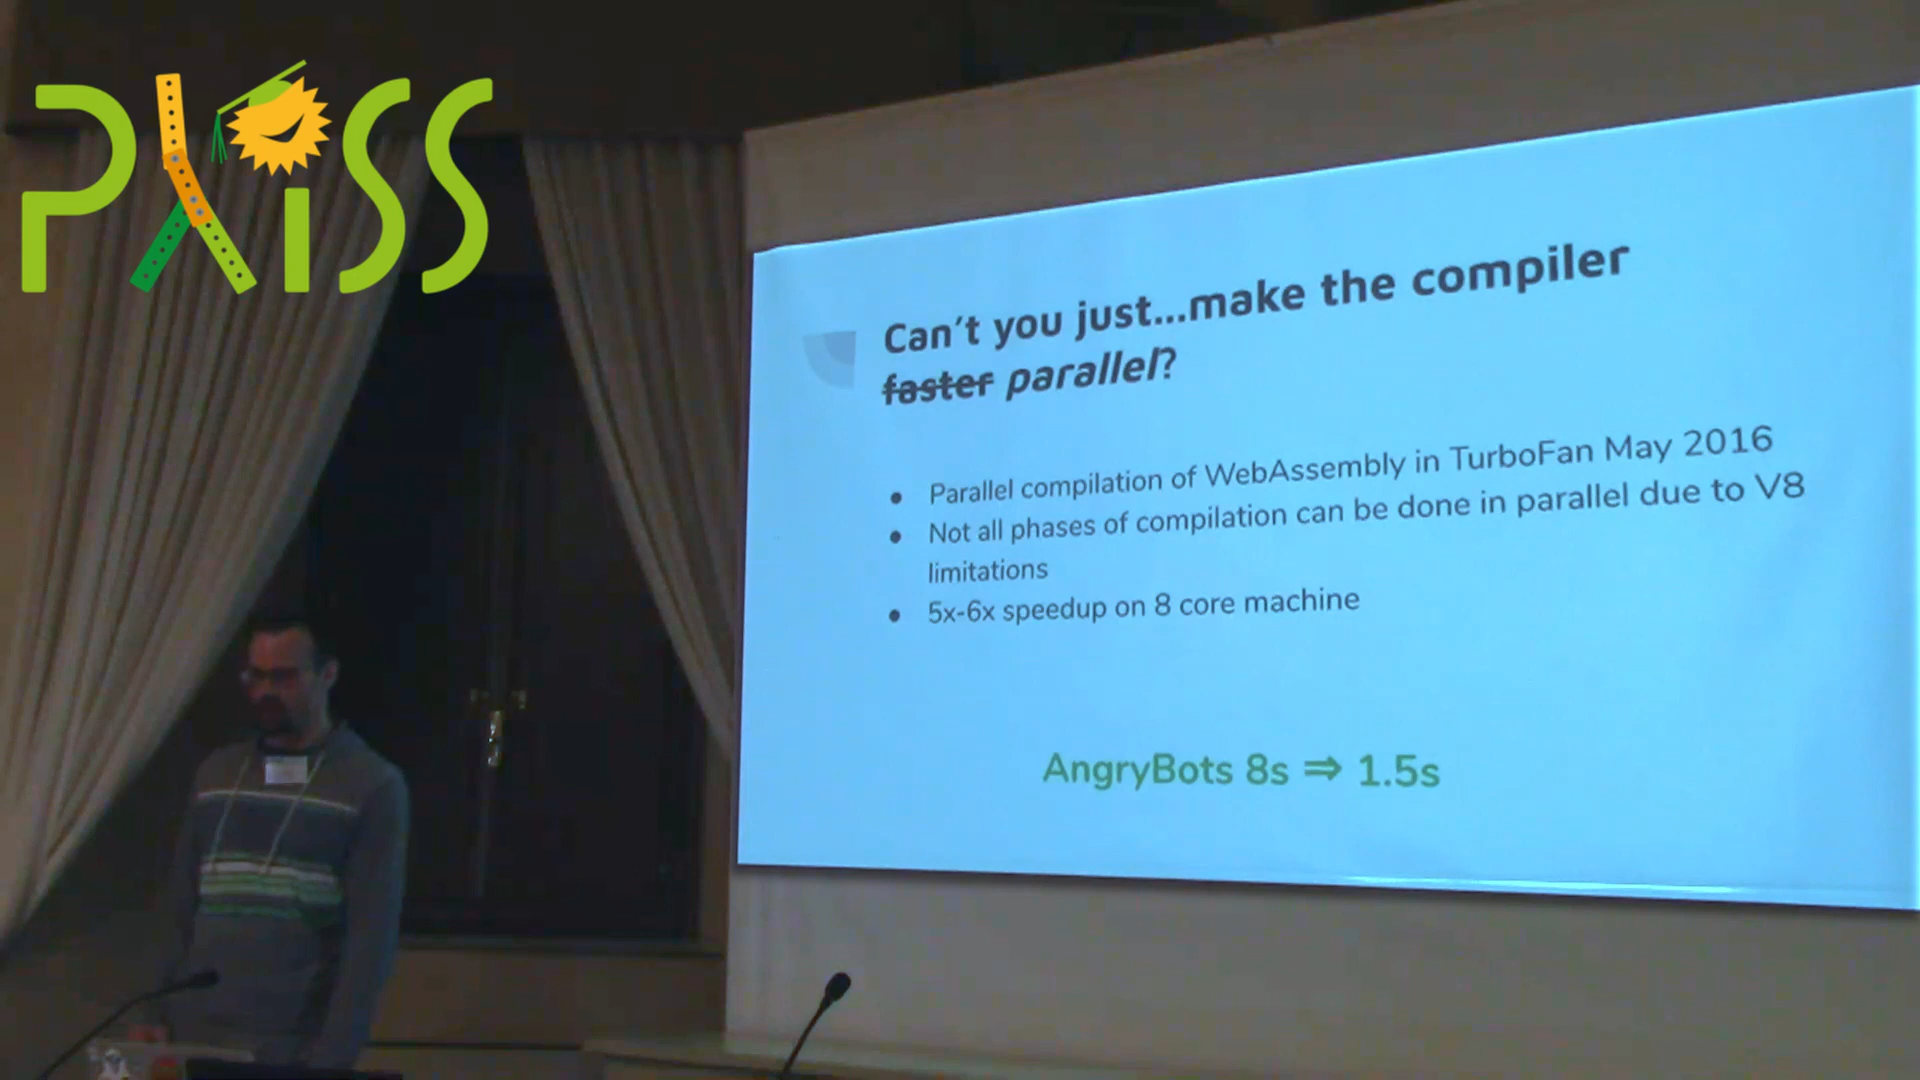 PLISS
Can't you just...make the compiler
faster parallel?
● Parallel compilation of WebAssembly in TurboFan May 2016
● Not all phases of compilation can be done in parallel due to V8
limitations
● 5x-6x speedup on 8 core machine
AngryBots 8s ⇒ 1.5s